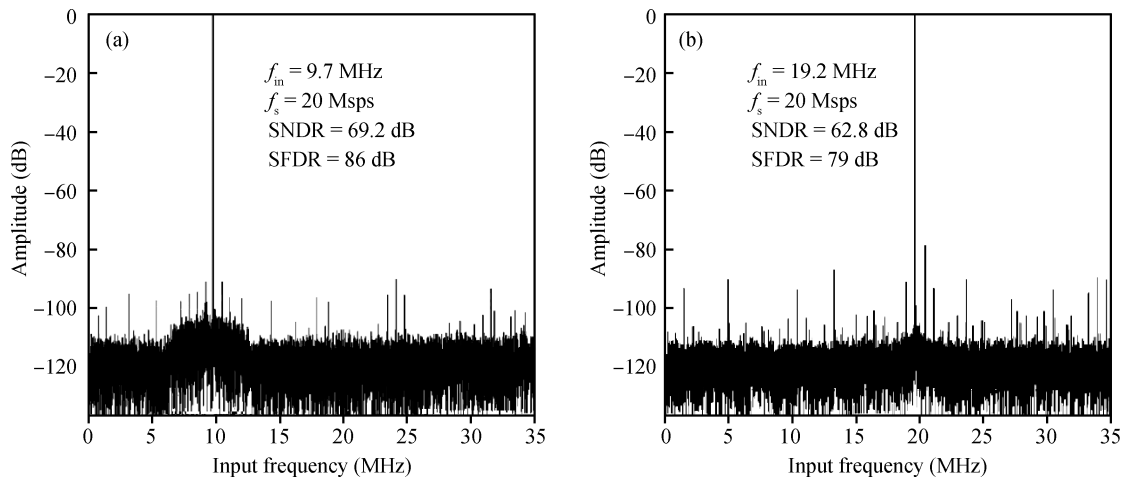 (a)
f_in = 9.7 MHz
f_s = 20 Msps
SNDR = 69.2 dB
SFDR = 86 dB
Amplitude (dB)
0
−20
−40
−60
−80
−100
−120
0 5 10 15 20 25 30 35
Input frequency (MHz)
(b)
f_in = 19.2 MHz
f_s = 20 Msps
SNDR = 62.8 dB
SFDR = 79 dB
Amplitude (dB)
0
−20
−40
−60
−80
−100
−120
0 5 10 15 20 25 30 35
Input frequency (MHz)